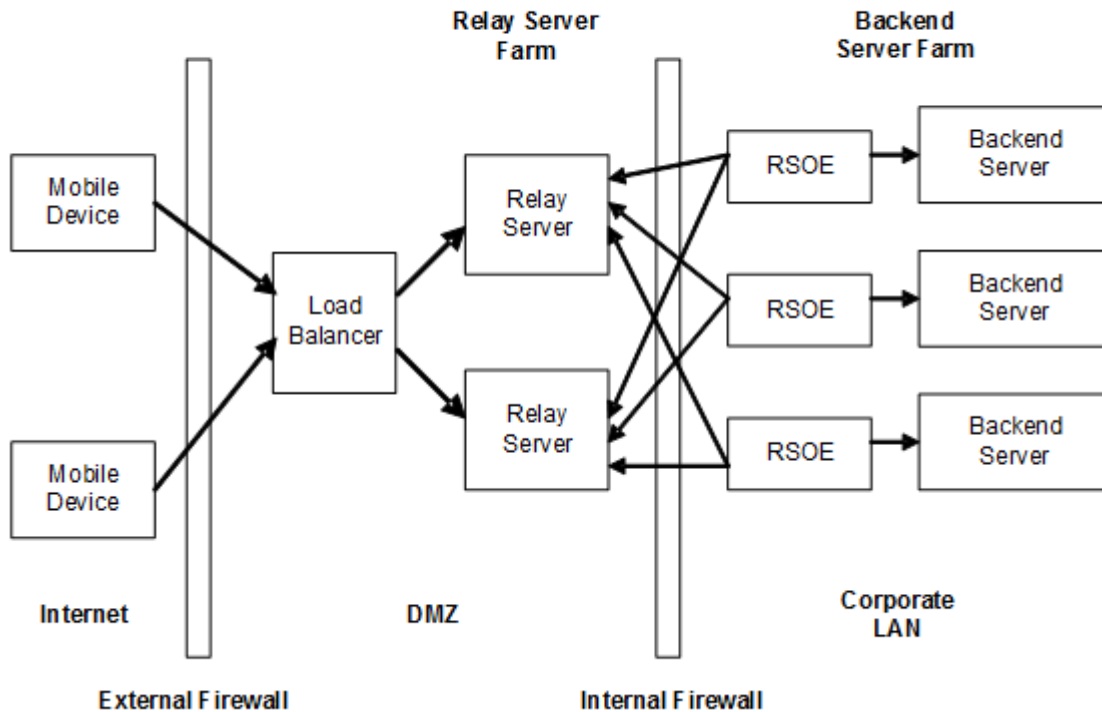 Relay Server
Farm
Backend
Server Farm
Mobile
Device
Mobile
Device
Load
Balancer
Relay
Server
Relay
Server
RSOE
Backend
Server
RSOE
Backend
Server
RSOE
Backend
Server
Internet
DMZ
Corporate
LAN
External Firewall
Internal Firewall